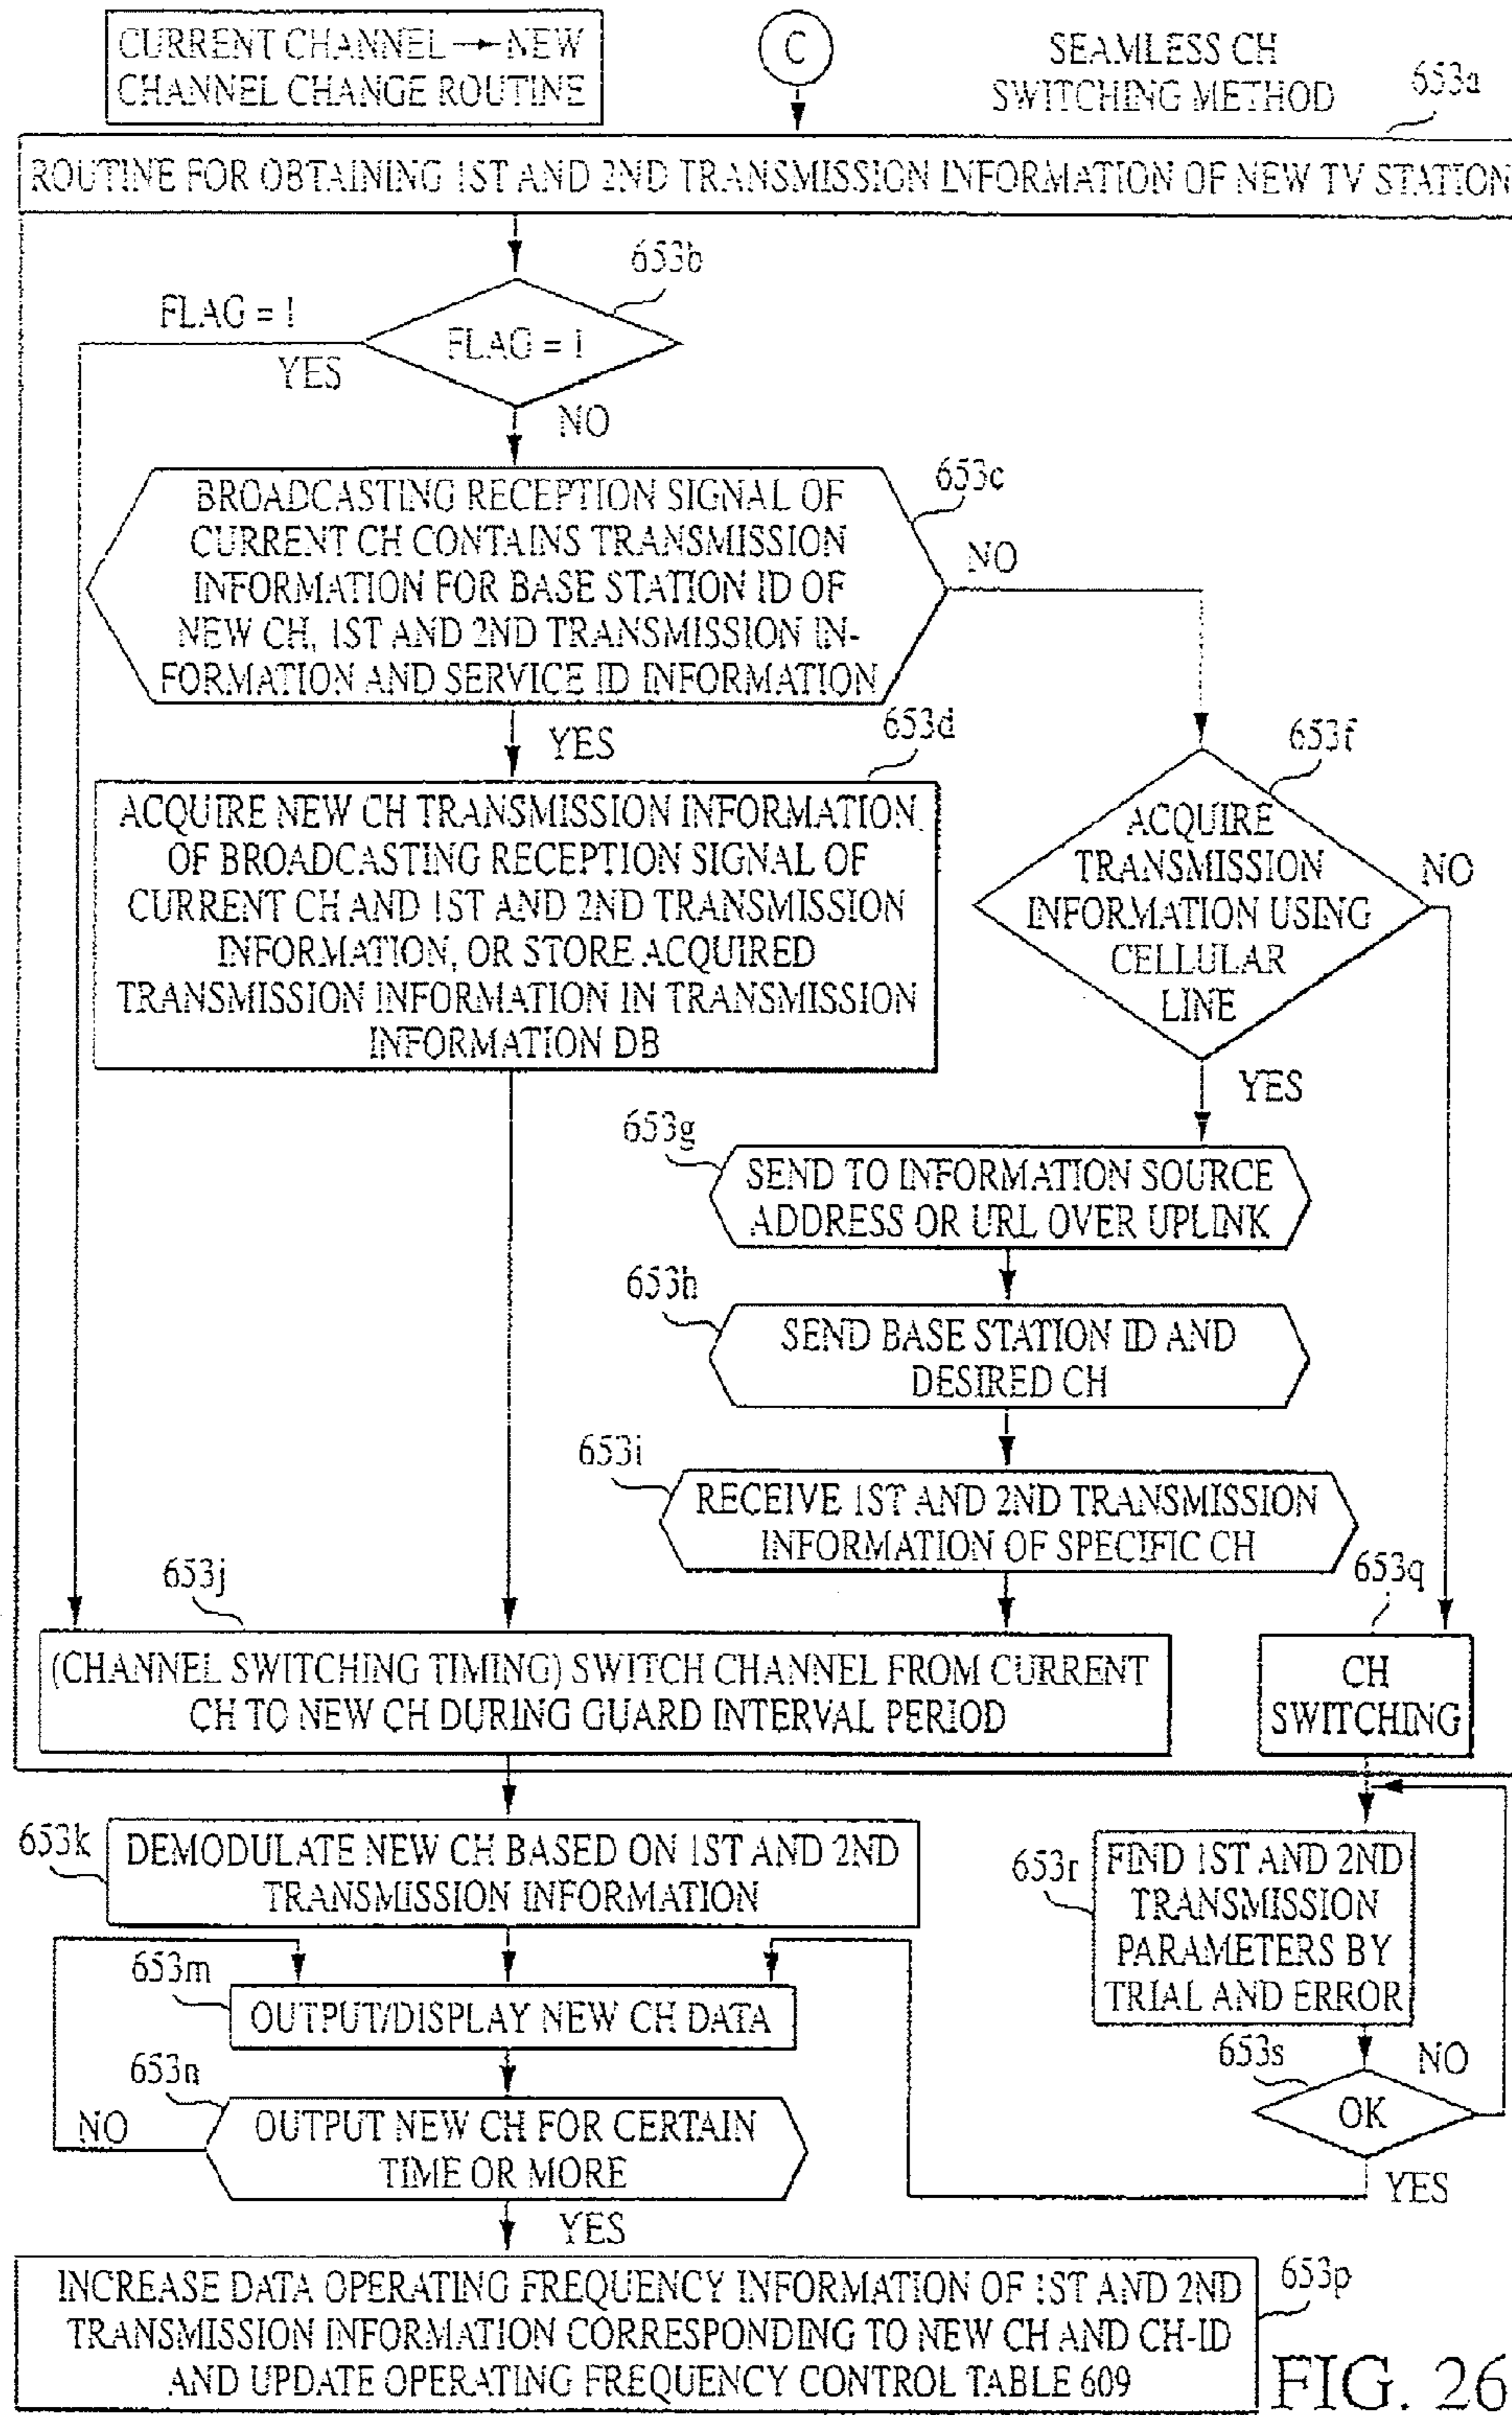 CURRENT CHANNEL → NEW
CHANNEL CHANGE ROUTINE
C
SEAMLESS CH
SWITCHING METHOD
653a
ROUTINE FOR OBTAINING 1ST AND 2ND TRANSMISSION INFORMATION OF NEW TV STATION
653b
FLAG = 1
YES
FLAG = 1
NO
653c
BROADCASTING RECEPTION SIGNAL OF
CURRENT CH CONTAINS TRANSMISSION
INFORMATION FOR BASE STATION ID OF
NEW CH, 1ST AND 2ND TRANSMISSION IN-
FORMATION AND SERVICE ID INFORMATION
NO
YES
653d
ACQUIRE NEW CH TRANSMISSION INFORMATION
OF BROADCASTING RECEPTION SIGNAL OF
CURRENT CH AND 1ST AND 2ND TRANSMISSION
INFORMATION, OR STORE ACQUIRED
TRANSMISSION INFORMATION IN TRANSMISSION
INFORMATION DB
653f
ACQUIRE
TRANSMISSION
INFORMATION USING
CELLULAR
LINE
NO
YES
653g
SEND TO INFORMATION SOURCE
ADDRESS OR URL OVER UPLINK
653h
SEND BASE STATION ID AND
DESIRED CH
653i
RECEIVE 1ST AND 2ND TRANSMISSION
INFORMATION OF SPECIFIC CH
653j
(CHANNEL SWITCHING TIMING) SWITCH CHANNEL FROM CURRENT
CH TO NEW CH DURING GUARD INTERVAL PERIOD
653q
CH
SWITCHING
653k
DEMODULATE NEW CH BASED ON 1ST AND 2ND
TRANSMISSION INFORMATION
653r
FIND 1ST AND 2ND
TRANSMISSION
PARAMETERS BY
TRIAL AND ERROR
653m
OUTPUT/DISPLAY NEW CH DATA
653s
OK
NO
YES
653n
OUTPUT NEW CH FOR CERTAIN
TIME OR MORE
NO
YES
653p
INCREASE DATA OPERATING FREQUENCY INFORMATION OF 1ST AND 2ND
TRANSMISSION INFORMATION CORRESPONDING TO NEW CH AND CH-ID
AND UPDATE OPERATING FREQUENCY CONTROL TABLE 609
FIG. 26